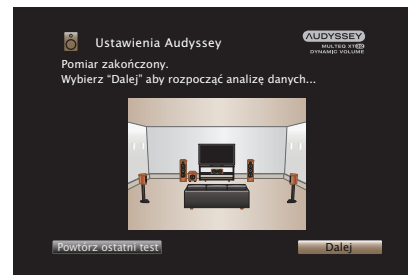 Ustawienia Audyssey
AUDYSSEY
MULTEQ XT32
DYNAMIC VOLUME
Pomiar zakończony.
Wybierz “Dalej” aby rozpocząć analizę danych...
Powtórz ostatni test
Dalej